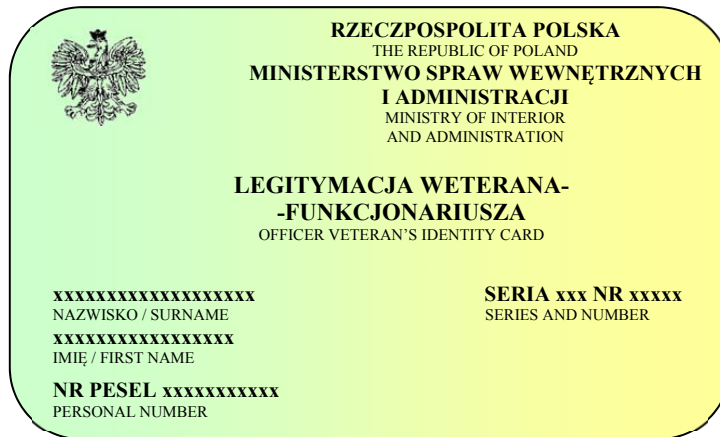 RZECZPOSPOLITA POLSKA
THE REPUBLIC OF POLAND
MINISTERSTWO SPRAW WEWNĘTRZNYCH
I ADMINISTRACJI
MINISTRY OF INTERIOR
AND ADMINISTRATION
LEGITYMACJA WETERANA-
-FUNKCJONARIUSZA
OFFICER VETERAN'S IDENTITY CARD
xxxxxxxxxxxxxxxxxxx
NAZWISKO / SURNAME
xxxxxxxxxxxxxxxxx
IMIĘ / FIRST NAME
NR PESEL xxxxxxxxxxx
PERSONAL NUMBER
SERIA xxx NR xxxxx
SERIES AND NUMBER